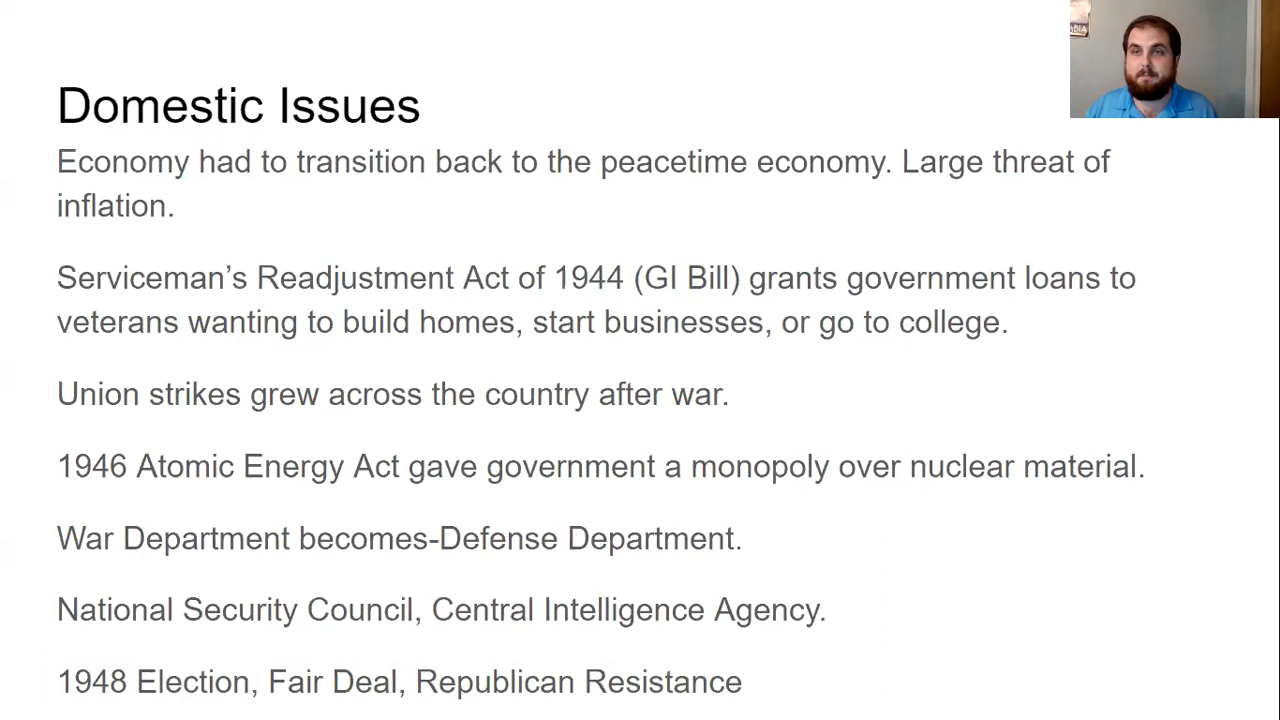 Domestic Issues
Economy had to transition back to the peacetime economy. Large threat of
inflation.
Serviceman’s Readjustment Act of 1944 (GI Bill) grants government loans to
veterans wanting to build homes, start businesses, or go to college.
Union strikes grew across the country after war.
1946 Atomic Energy Act gave government a monopoly over nuclear material.
War Department becomes-Defense Department.
National Security Council, Central Intelligence Agency.
1948 Election, Fair Deal, Republican Resistance